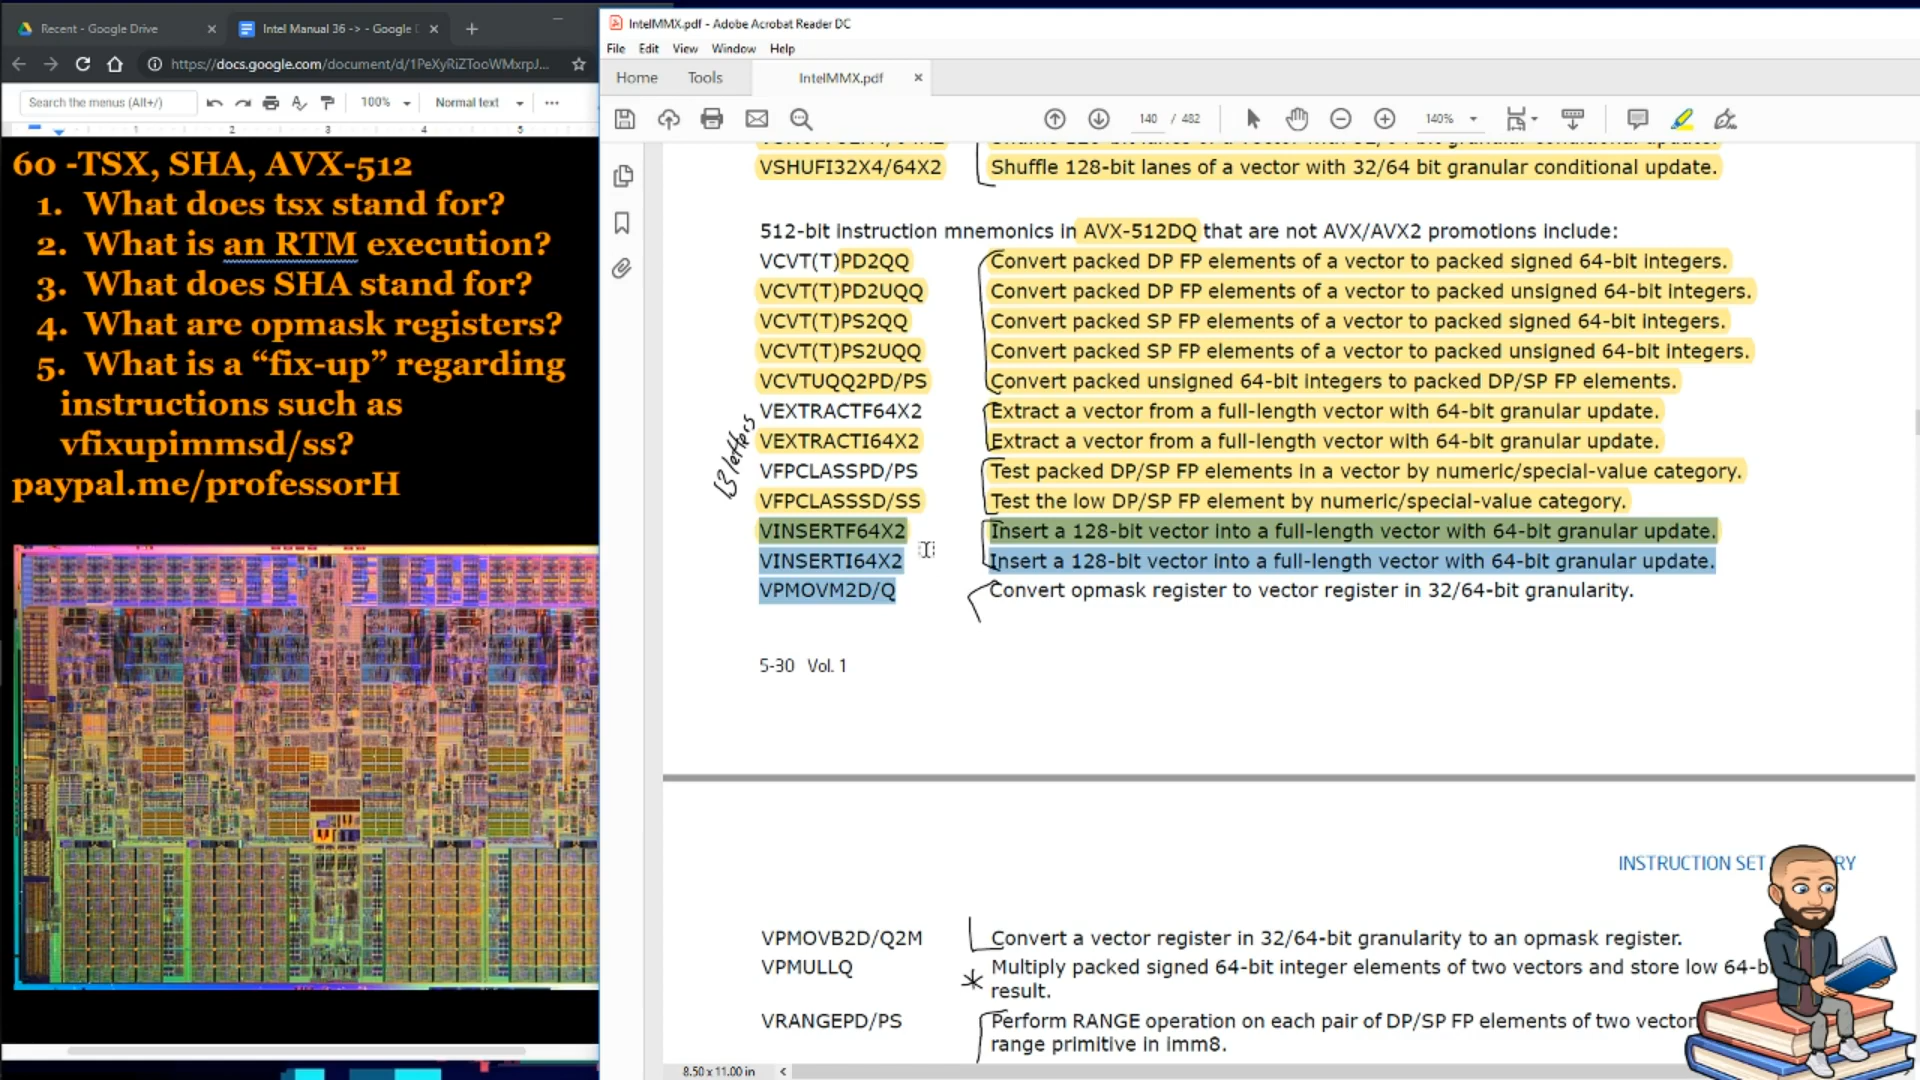 Recent - Google Drive
Intel Manual 36 -> - Google
https://docs.google.com/document/d/1PeXyRiZTooWMxrpJ...
Search the menus (Alt+/)
100%
Normal text
1 2 3 4 5
60 -TSX, SHA, AVX-512
1. What does tsx stand for?
2. What is an RTM execution?
3. What does SHA stand for?
4. What are opmask registers?
5. What is a “fix-up” regarding
instructions such as
vfixupimmsd/ss?
paypal.me/professorH
IntelMMX.pdf - Adobe Acrobat Reader DC
File Edit View Window Help
Home Tools IntelMMX.pdf
140 / 482
140%
VSHUFI32X4/64X2 Shuffle 128-bit lanes of a vector with 32/64 bit granular conditional update.
512-bit instruction mnemonics in AVX-512DQ that are not AVX/AVX2 promotions include:
VCVT(T)PD2QQ Convert packed DP FP elements of a vector to packed signed 64-bit integers.
VCVT(T)PD2UQQ Convert packed DP FP elements of a vector to packed unsigned 64-bit integers.
VCVT(T)PS2QQ Convert packed SP FP elements of a vector to packed signed 64-bit integers.
VCVT(T)PS2UQQ Convert packed SP FP elements of a vector to packed unsigned 64-bit integers.
VCVTUQQ2PD/PS Convert packed unsigned 64-bit integers to packed DP/SP FP elements.
VEXTRACTF64X2 Extract a vector from a full-length vector with 64-bit granular update.
VEXTRACTI64X2 Extract a vector from a full-length vector with 64-bit granular update.
13 letters
VFPCLASSPD/PS Test packed DP/SP FP elements in a vector by numeric/special-value category.
VFPCLASSSD/SS Test the low DP/SP FP element by numeric/special-value category.
VINSERTF64X2 Insert a 128-bit vector into a full-length vector with 64-bit granular update.
VINSERTI64X2 Insert a 128-bit vector into a full-length vector with 64-bit granular update.
VPMOVM2D/Q Convert opmask register to vector register in 32/64-bit granularity.
5-30 Vol. 1
INSTRUCTION SET
VPMOVB2D/Q2M Convert a vector register in 32/64-bit granularity to an opmask register.
VPMULLQ Multiply packed signed 64-bit integer elements of two vectors and store low 64-b
result.
VRANGEPD/PS Perform RANGE operation on each pair of DP/SP FP elements of two vector
range primitive in imm8.
8.50 x 11.00 in